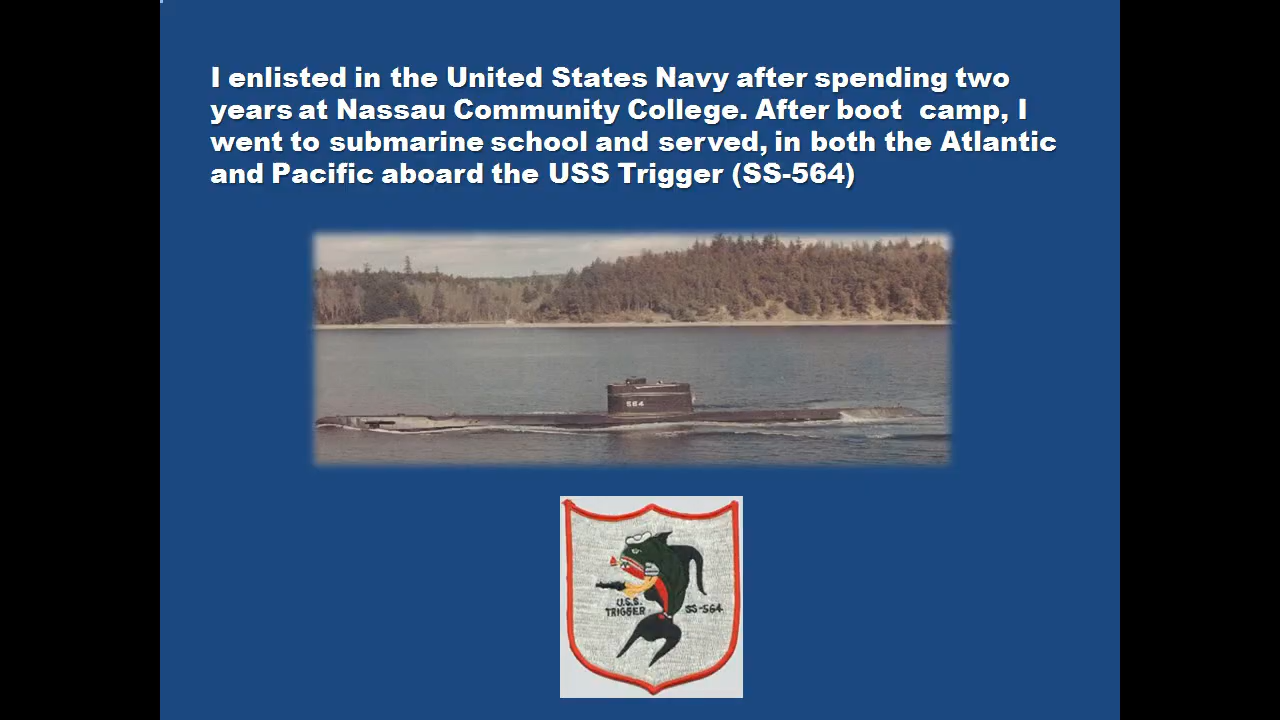 I enlisted in the United States Navy after spending two
years at Nassau Community College. After boot camp, I
went to submarine school and served, in both the Atlantic
and Pacific aboard the USS Trigger (SS-564)
564
U.S.S.
TRIGGER SS-564